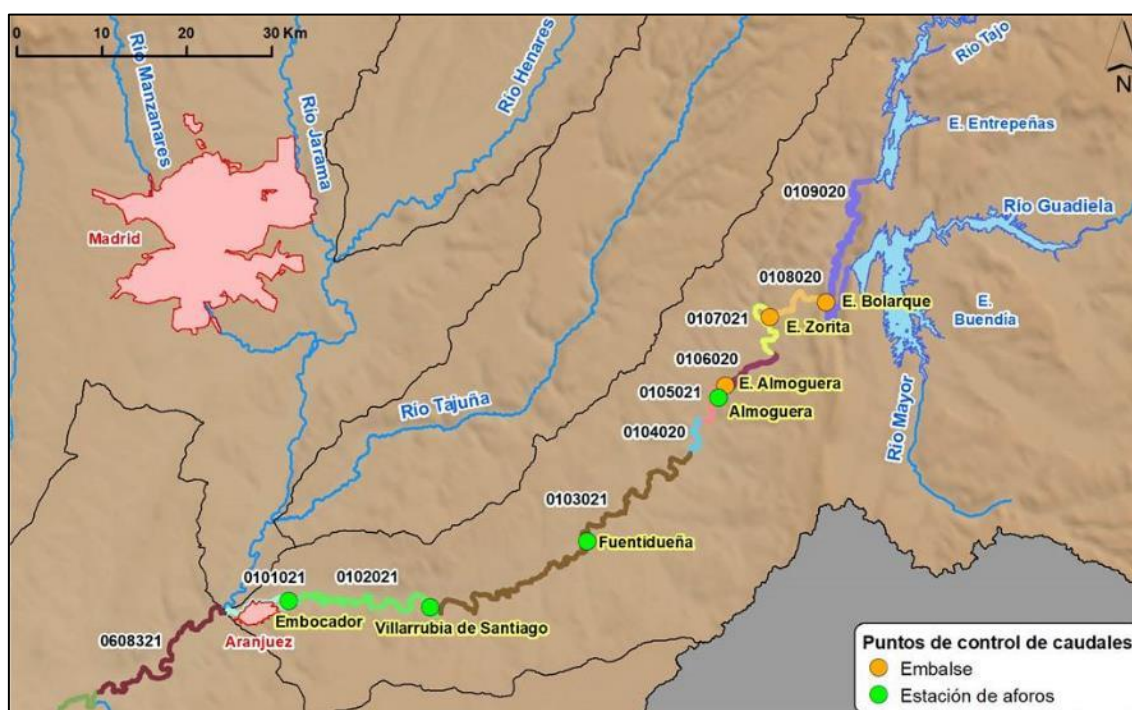 0 10 20 30 Km
Río Manzanares
Río Jarama
Río Henares
Río Tajo
N
E. Entrepeñas
0109020
Río Guadiela
Madrid
0108020
E. Bolarque
E.
Buendía
0107021
E. Zorita
0106020
E. Almoguera
0105021
Almoguera
Río Tajuña
0104020
Río Mayor
0103021
Fuentidueña
0101021
0102021
Embocador
Villarrubia de Santiago
Aranjuez
0608321
Puntos de control de caudales
Embalse
Estación de aforos